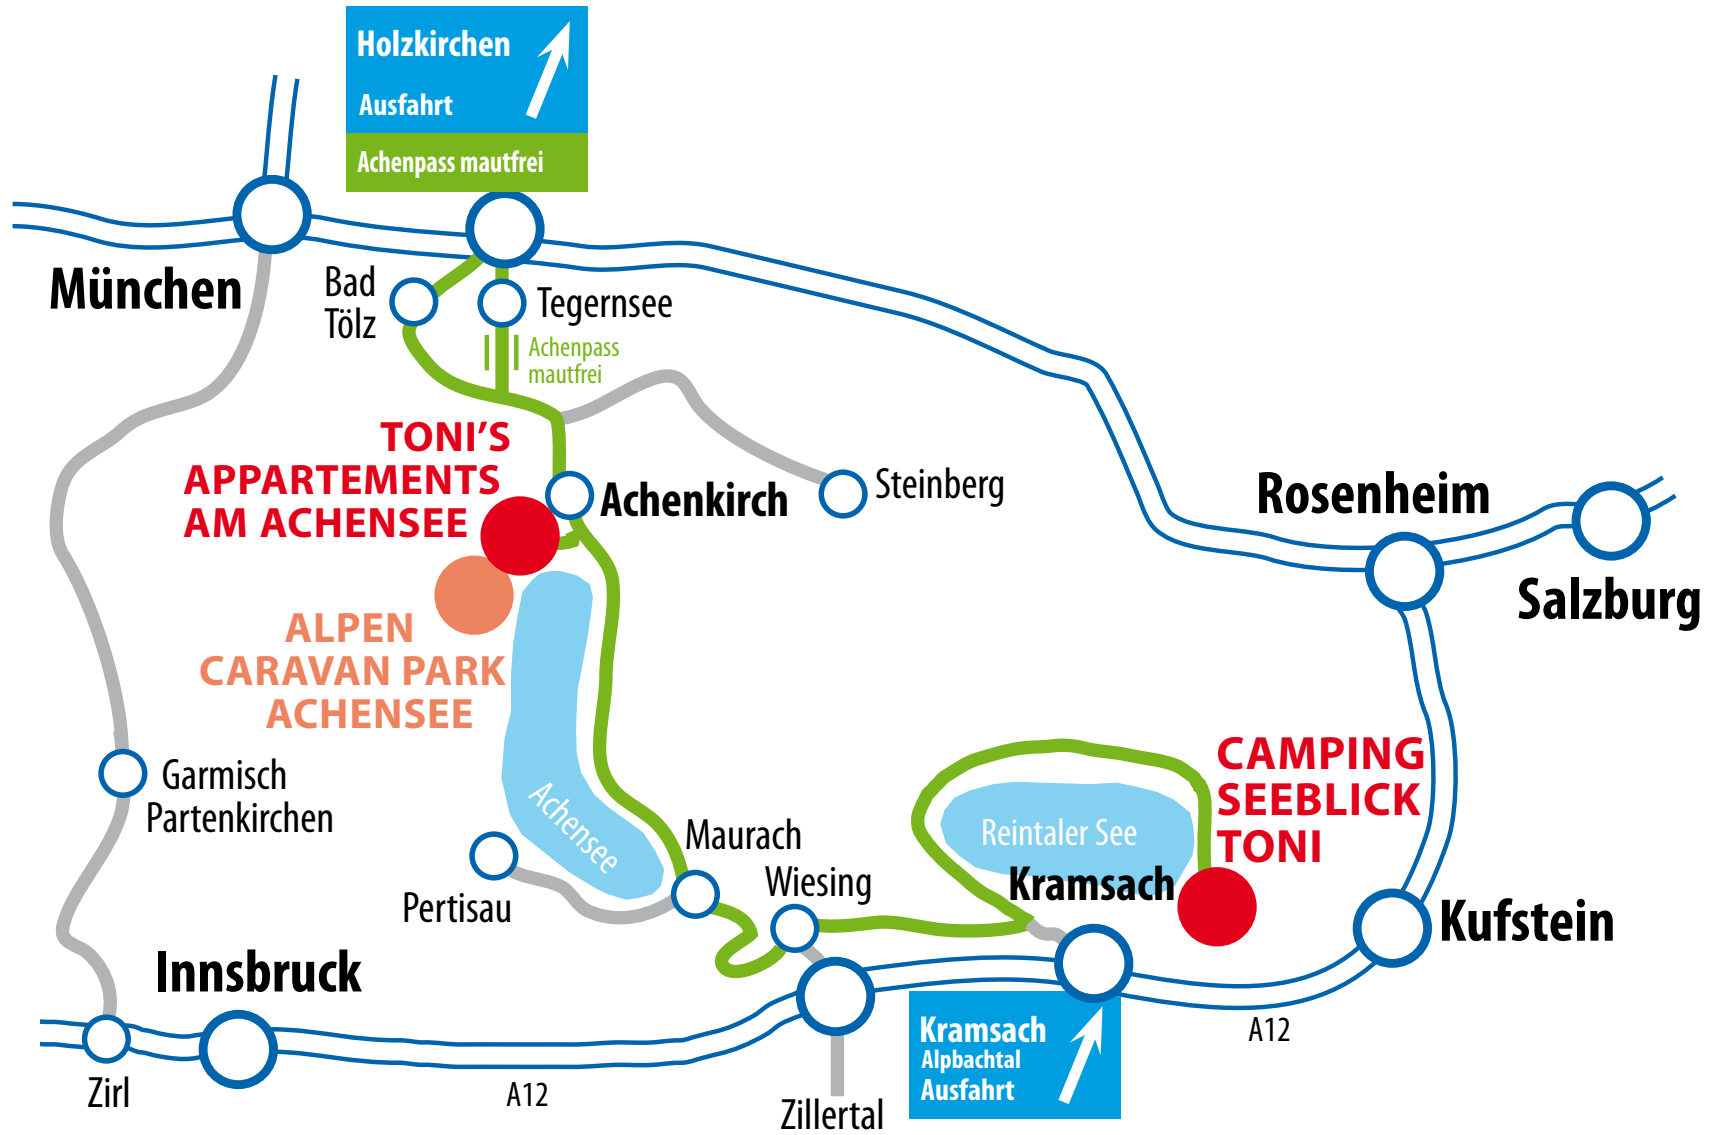 Holzkirchen
Ausfahrt
Achenpass mautfrei
München
Bad
Tölz
Tegernsee
Achenpass
mautfrei
TONI'S
APPARTEMENTS
AM ACHENSEE
Achenkirch
Steinberg
Rosenheim
Salzburg
ALPEN
CARAVAN PARK
ACHENSEE
Garmisch
Partenkirchen
Achensee
Maurach
Pertisau
Wiesing
Reintaler See
Kramsach
CAMPING
SEEBLICK
TONI
Kufstein
Innsbruck
Zirl
A12
Zillertal
Kramsach
Alpbachtal
Ausfahrt
A12